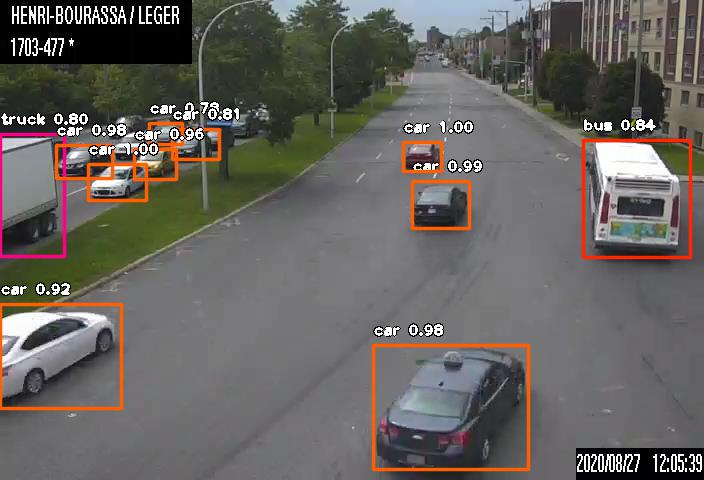 HENRI-BOURASSA / LEGER
1703-477 *
car 0.73
car 0.81
truck 0.80
car 0.98
car 0.96
car 1.00
car 1.00
bus 0.84
car 0.99
car 0.92
car 0.98
2020/08/27 12:05:39